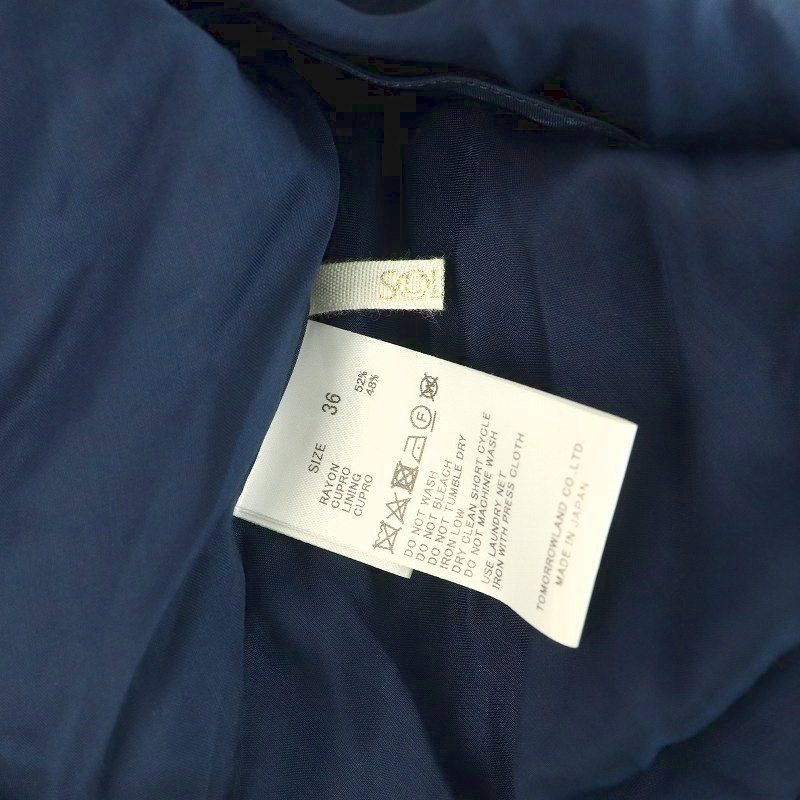 SOL
SIZE 36
RAYON 52%
CUPRO 48%
LINING
CUPRO
F
DO NOT WASH
DO NOT BLEACH
DO NOT TUMBLE DRY
IRON LOW
DRY CLEAN SHORT CYCLE
DO NOT MACHINE WASH
USE LAUNDRY NET
IRON WITH PRESS CLOTH
TOMORROWLAND CO.,LTD.
MADE IN JAPAN